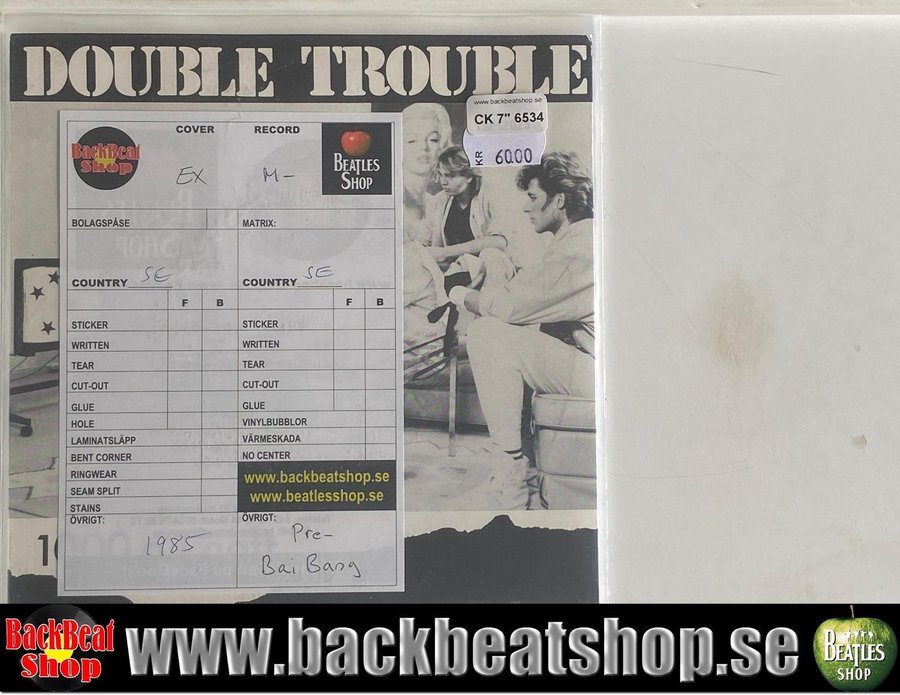 DOUBLE TROUBLE
www.backbeatshop.se
CK 7" 6534
KR 6000
BackBeat
Shop
COVER
RECORD
BEATLES
SHOP
EX
M-
BOLAGSPÅSE
MATRIX:
COUNTRY SE
COUNTRY SE
F B
F B
STICKER
STICKER
WRITTEN
WRITTEN
TEAR
TEAR
CUT-OUT
CUT-OUT
GLUE
GLUE
HOLE
VINYLBUBBLOR
LAMINATSLÄPP
VÄRMESKADA
BENT CORNER
NO CENTER
RINGWEAR
www.backbeatshop.se
SEAM SPLIT
www.beatlesshop.se
STAINS
ÖVRIGT:
ÖVRIGT:
1985
Pre-
Bai Bang
BackBeat
Shop
www.backbeatshop.se
BEATLES
SHOP